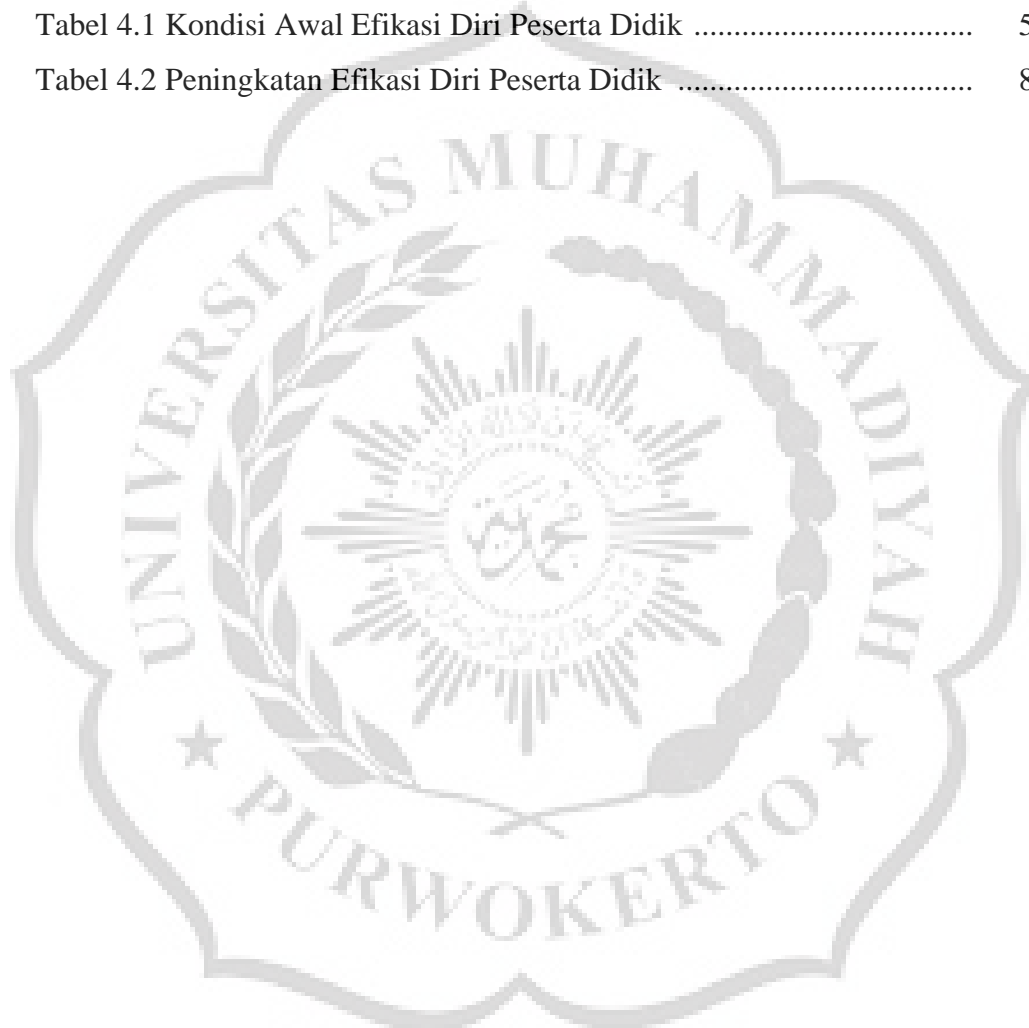 Tabel 4.1 Kondisi Awal Efikasi Diri Peserta Didik ................................... 5
Tabel 4.2 Peningkatan Efikasi Diri Peserta Didik ..................................... 8
UNIVERSITAS MUHAMMADIYAH
PURWOKERTO